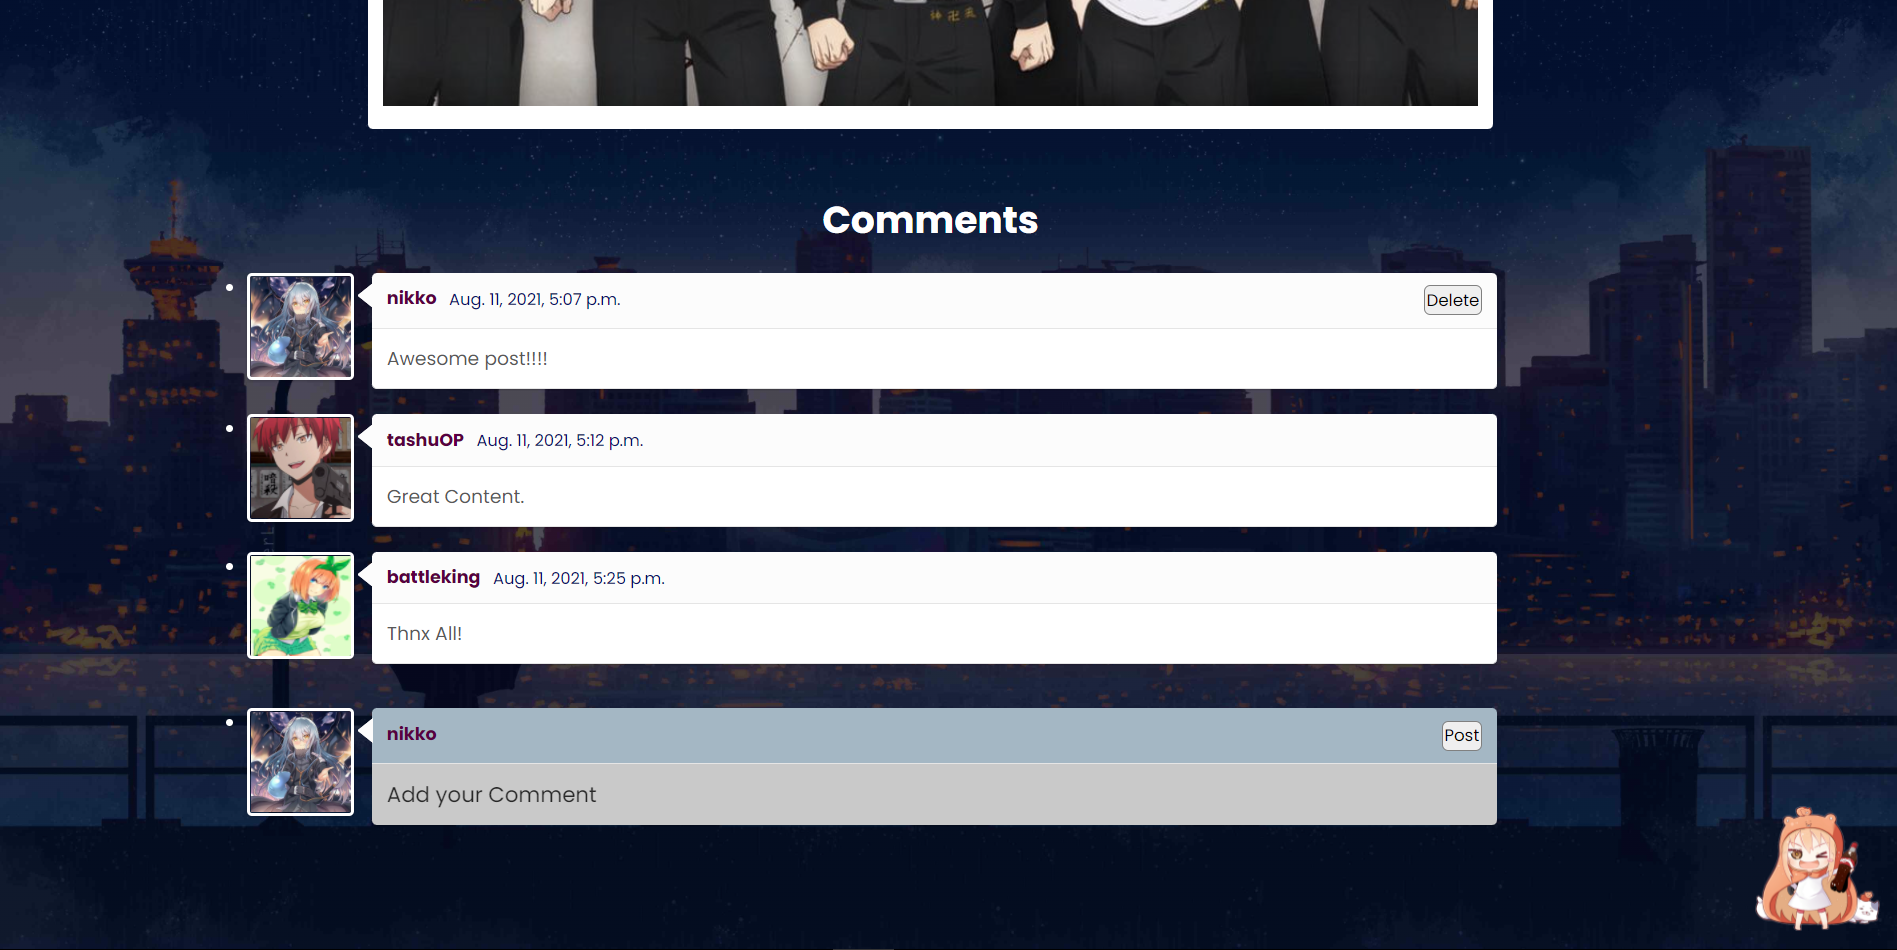 Comments
nikko Aug. 11, 2021, 5:07 p.m. Delete
Awesome post!!!!
tashuOP Aug. 11, 2021, 5:12 p.m.
Great Content.
battleking Aug. 11, 2021, 5:25 p.m.
Thnx All!
nikko Post
Add your Comment